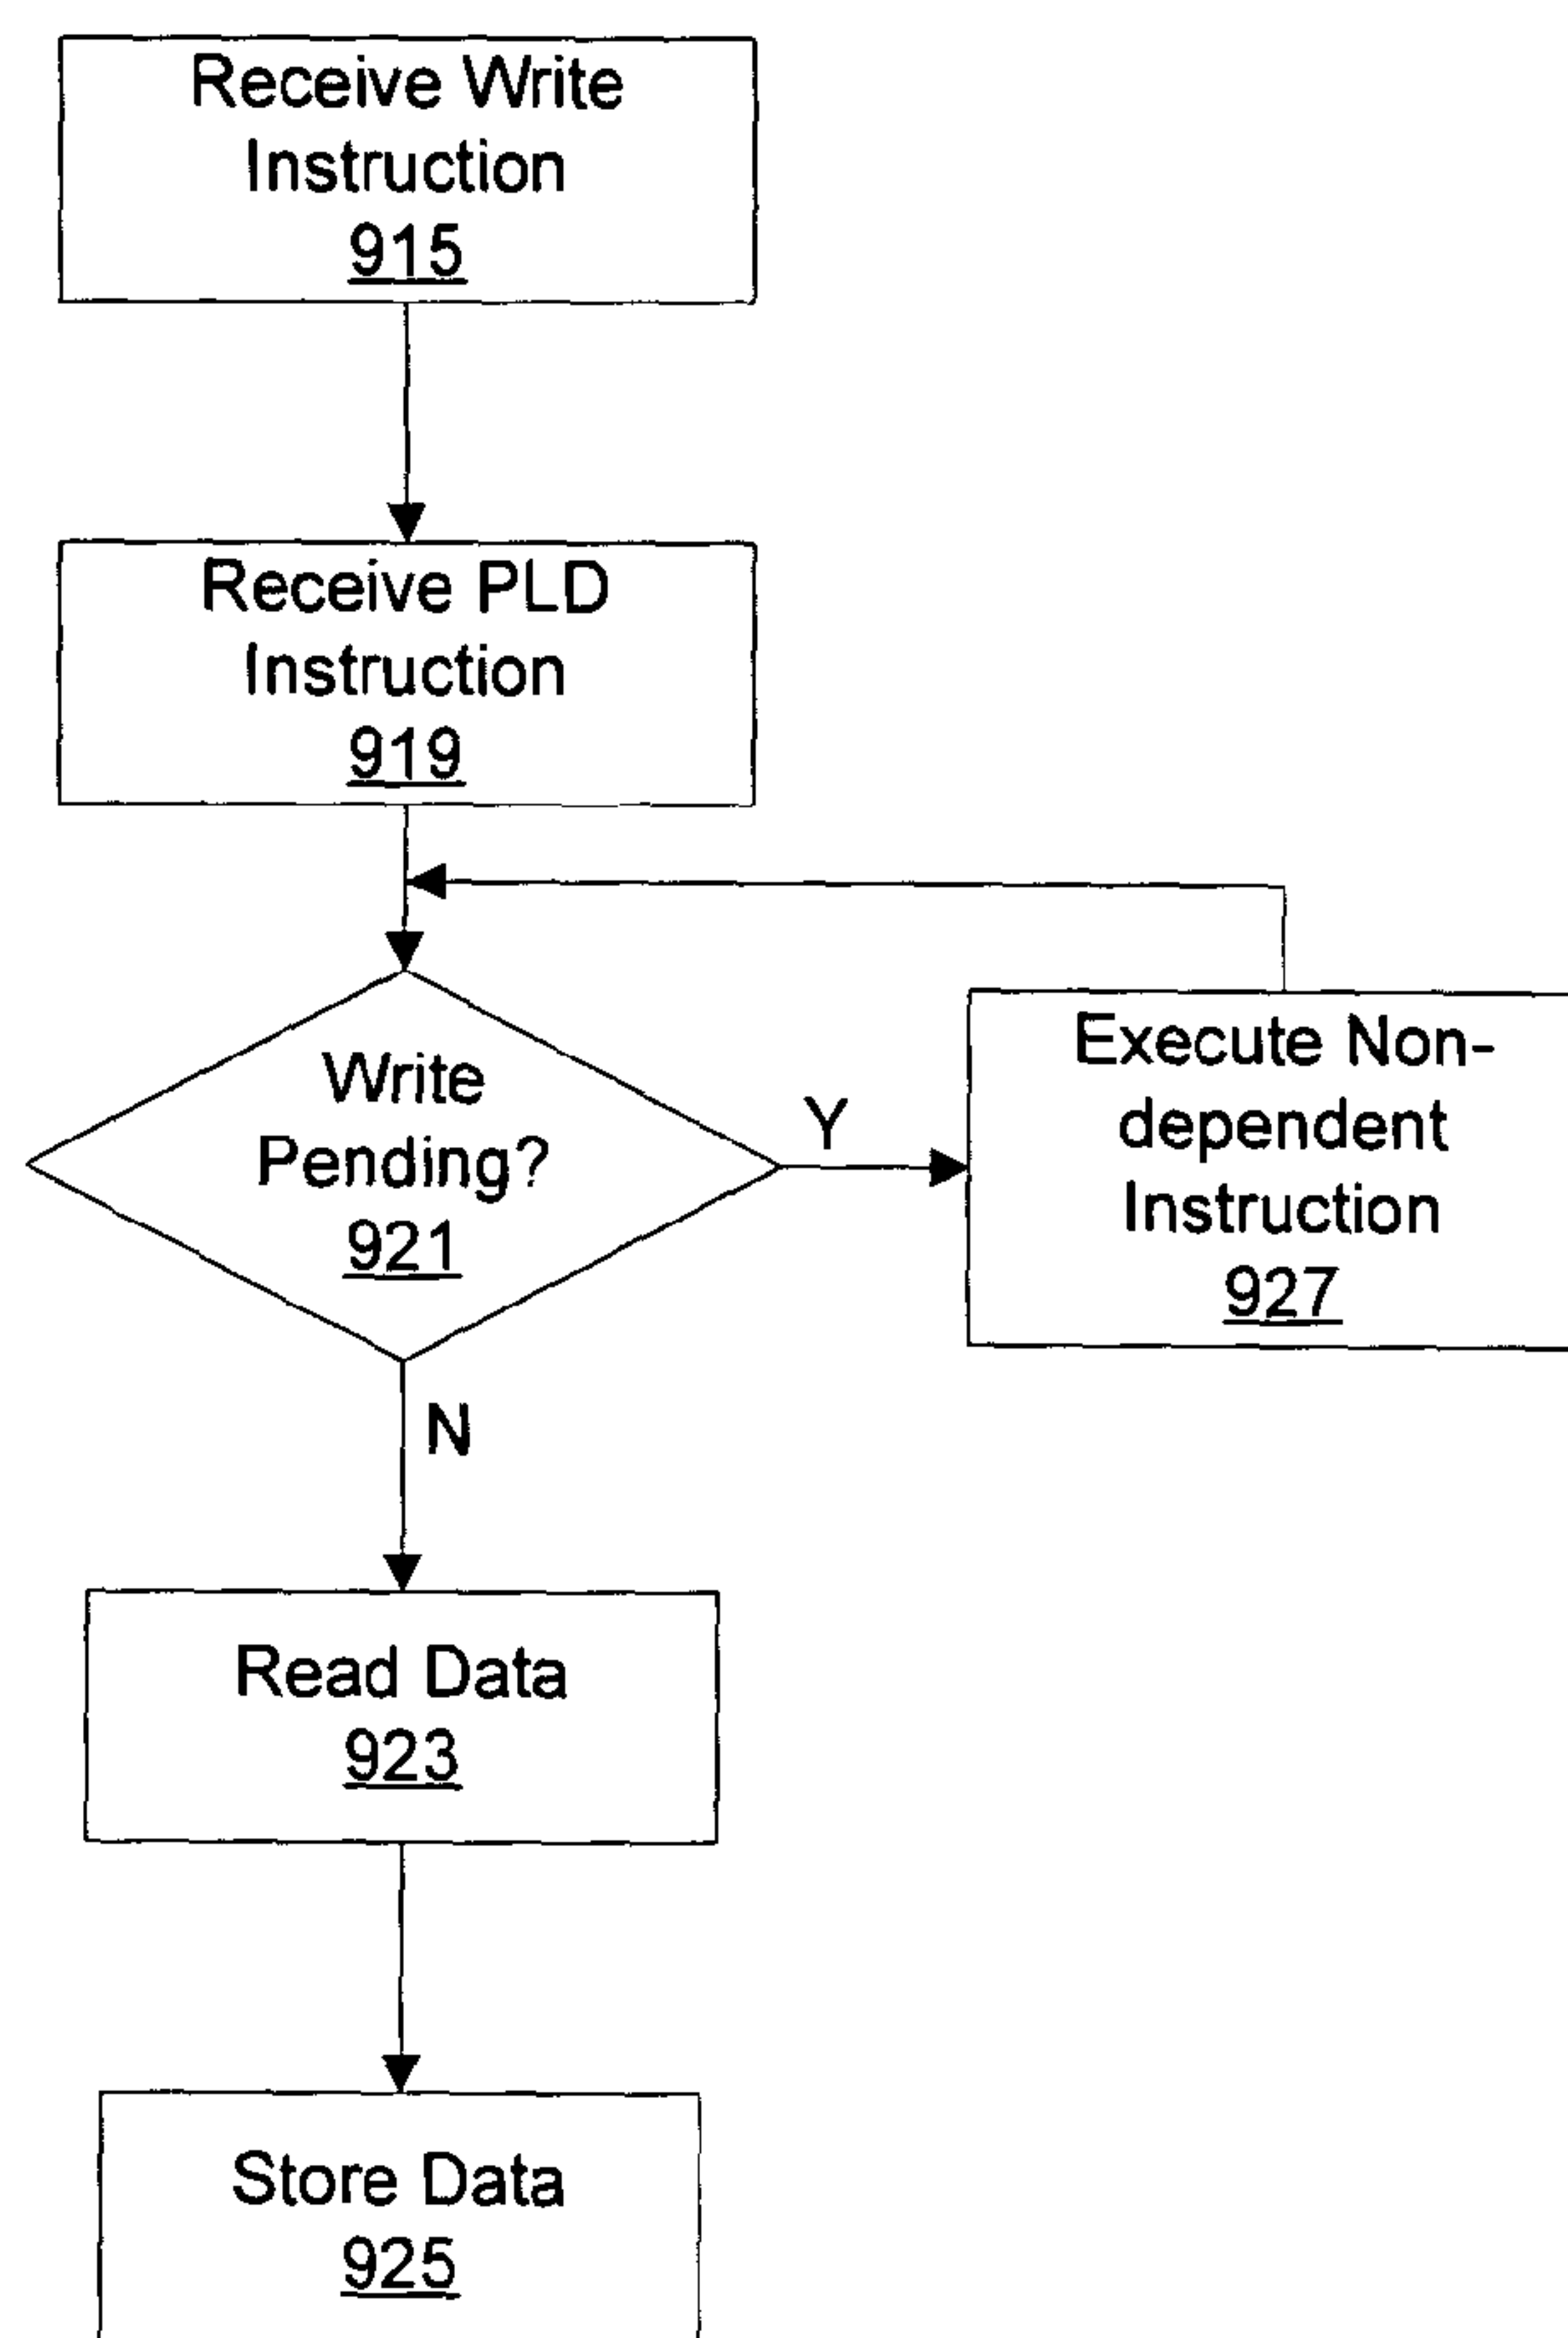 Receive Write
Instruction
915
Receive PLD
Instruction
919
Write
Pending?
921
Y
Execute Non-
dependent
Instruction
927
N
Read Data
923
Store Data
925